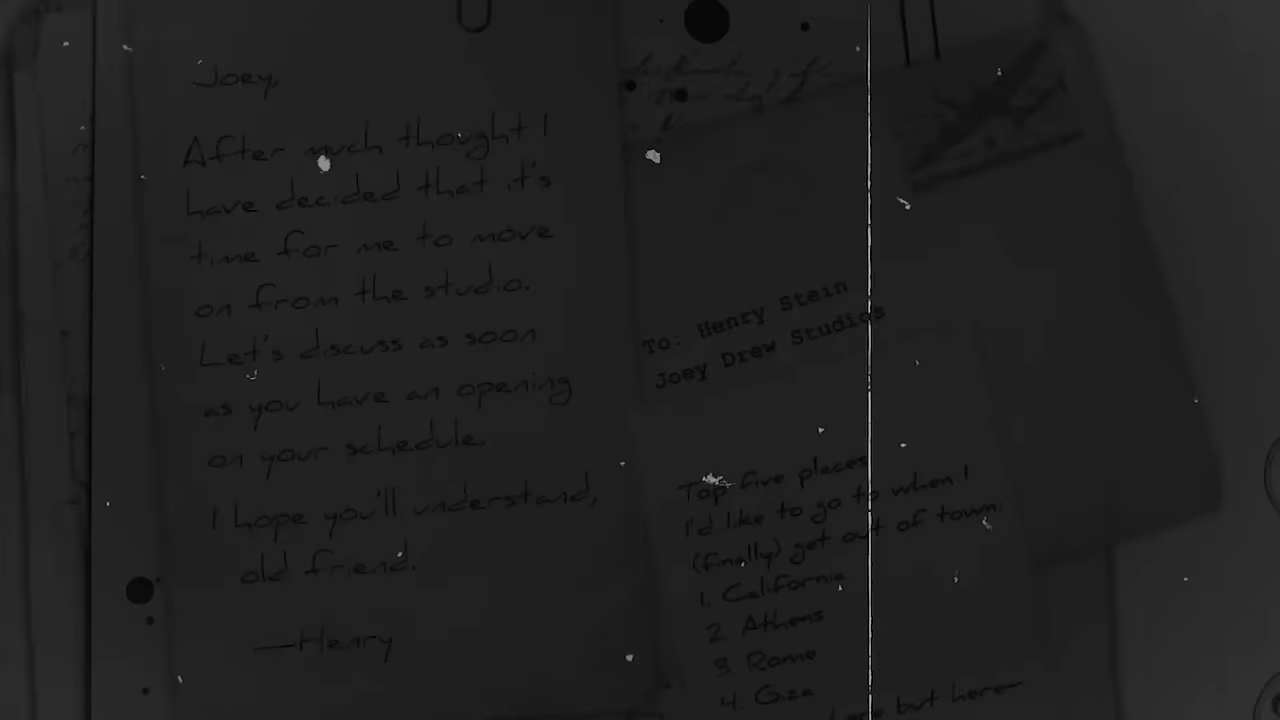 Joey,
After much thought I
have decided that it's
time for me to move
on from the studio.
Let's discuss as soon
as you have an opening
on your schedule.
I hope you'll understand,
old friend.
—Henry
To: Henry Stein
Joey Drew Studios
Top five places
I'd like to go to when I
(finally) get out of town:
1. California
2. Athens
3. Rome
4. Giza
but here